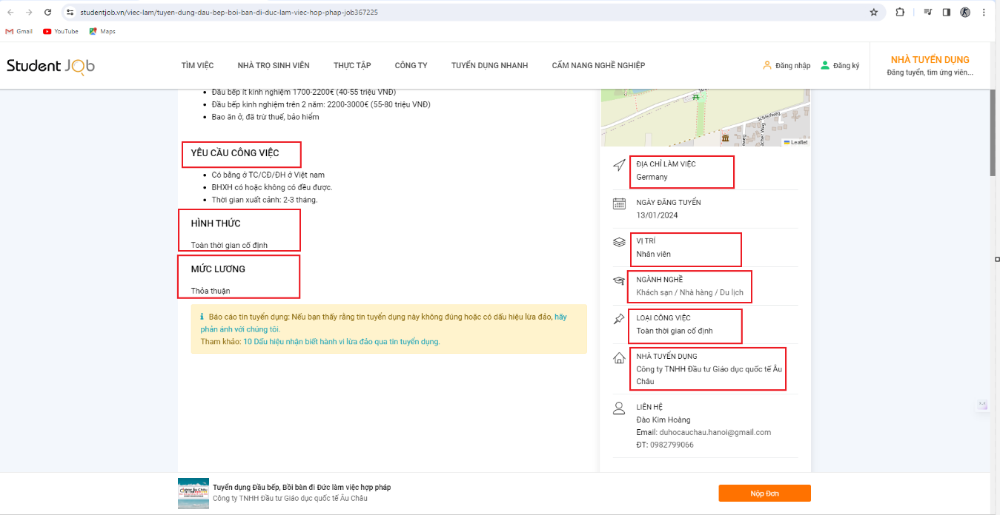 studentjob.vn/viec-lam/tuyen-dung-dau-bep-boi-ban-di-duc-lam-viec-hop-phap-job367225
Gmail
YouTube
Maps
Student JOb
TÌM VIỆC
NHÀ TRỌ SINH VIÊN
THỰC TẬP
CÔNG TY
TUYỂN DỤNG NHANH
CẨM NANG NGHỀ NGHIỆP
Đăng nhập
Đăng ký
NHÀ TUYỂN DỤNG
Đăng tuyển, tìm ứng viên...
Đầu bếp ít kinh nghiệm 1700-2200€ (40-55 triệu VNĐ)
Đầu bếp kinh nghiệm trên 2 năm: 2200-3000€ (55-80 triệu VNĐ)
Bao ăn ở, đã trừ thuế, bảo hiểm
YÊU CẦU CÔNG VIỆC
Có bằng ở TC/CĐ/ĐH ở Việt nam
BHXH có hoặc không có đều được.
Thời gian xuất cảnh: 2-3 tháng.
HÌNH THỨC
Toàn thời gian cố định
MỨC LƯƠNG
Thỏa thuận
Báo cáo tin tuyển dụng: Nếu bạn thấy rằng tin tuyển dụng này không đúng hoặc có dấu hiệu lừa đảo, hãy
phản ánh với chúng tôi.
Tham khảo: 10 Dấu hiệu nhận biết hành vi lừa đảo qua tin tuyển dụng.
Schierlweg
Leaflet
ĐỊA CHỈ LÀM VIỆC
Germany
NGÀY ĐĂNG TUYỂN
13/01/2024
VỊ TRÍ
Nhân viên
NGÀNH NGHỀ
Khách sạn / Nhà hàng / Du lịch
LOẠI CÔNG VIỆC
Toàn thời gian cố định
NHÀ TUYỂN DỤNG
Công ty TNHH Đầu tư Giáo dục quốc tế Âu
Châu
LIÊN HỆ
Đào Kim Hoàng
Email: duhocauchau.hanoi@gmail.com
ĐT: 0982799066
Tuyển dụng Đầu bếp, Bồi bàn đi Đức làm việc hợp pháp
Công ty TNHH Đầu tư Giáo dục quốc tế Âu Châu
Nộp Đơn